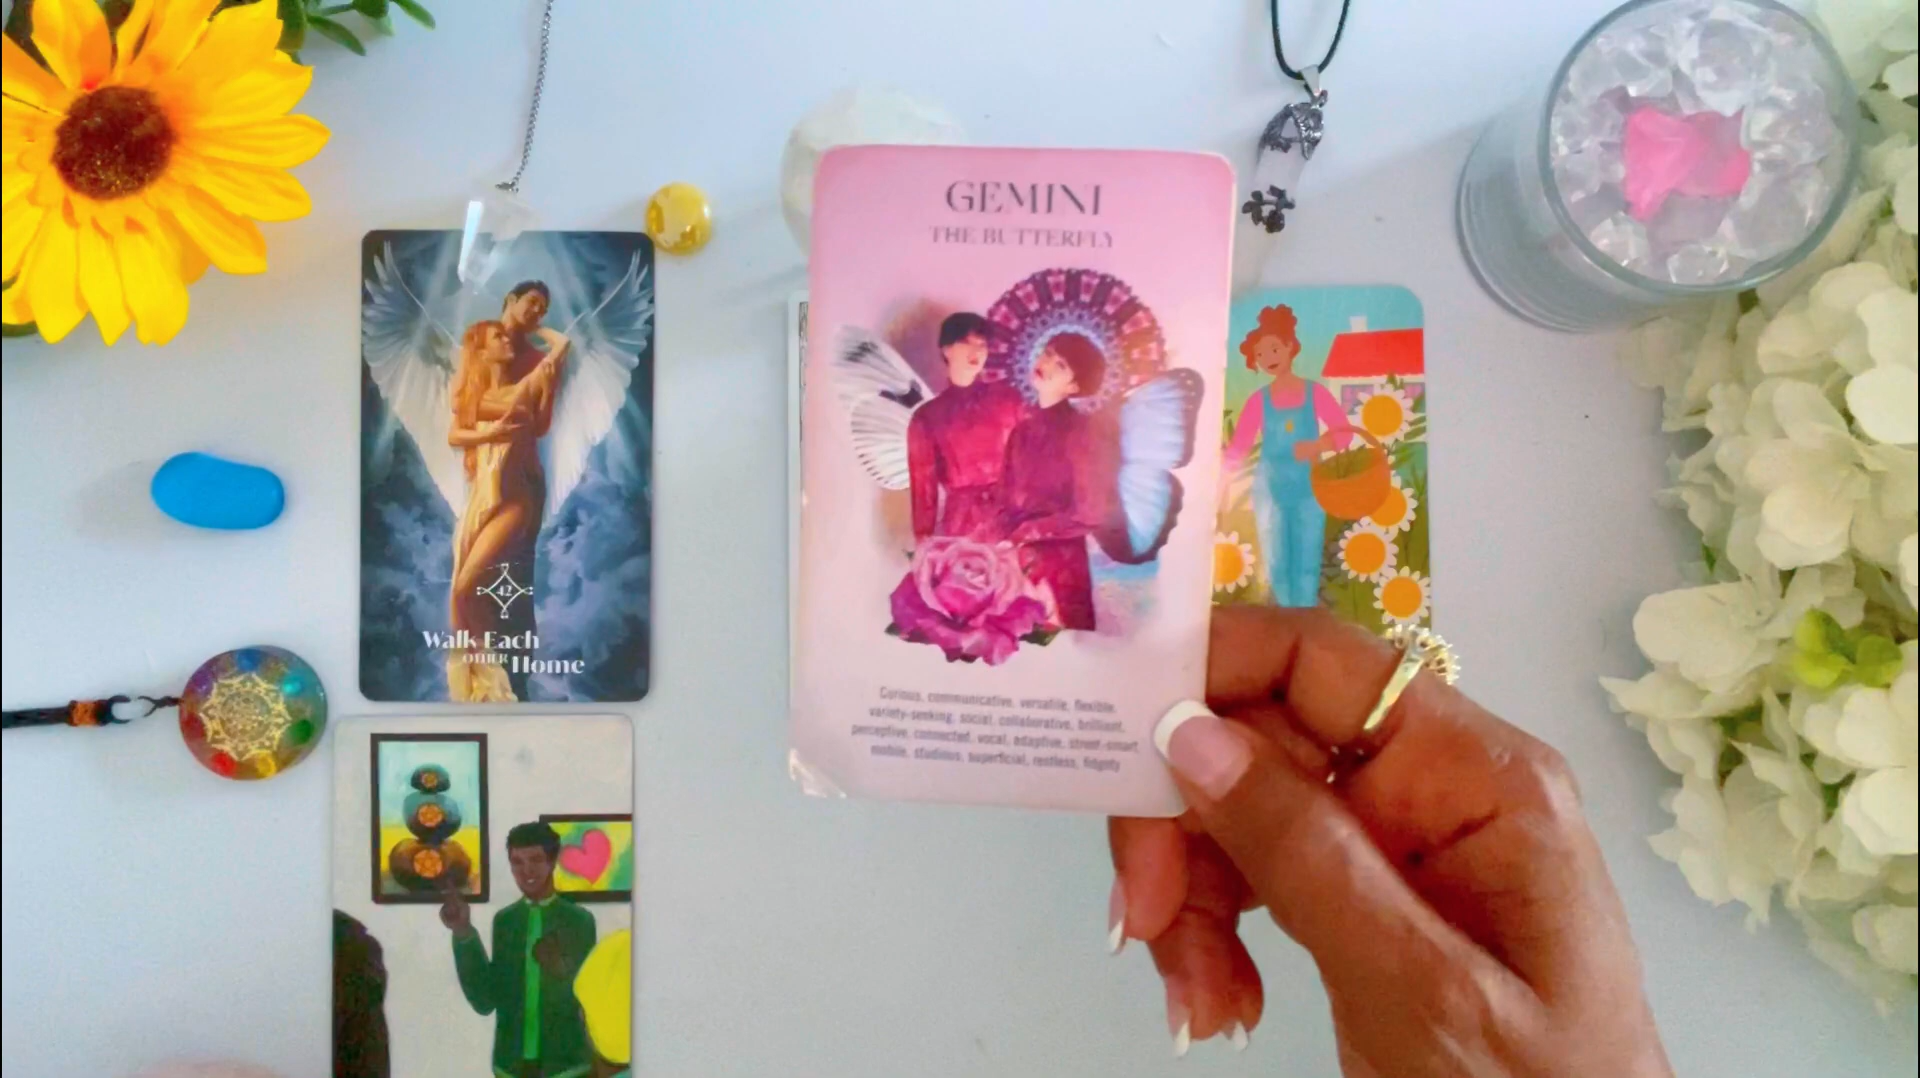 GEMINI
THE BUTTERFLY
Curious, communicative, versatile, flexible,
variety-seeking, social, collaborative, brilliant,
perceptive, connected, vocal, adaptive, street-smart,
mobile, studious, superficial, restless, fidgety
42
Walk Each
OTHER Home